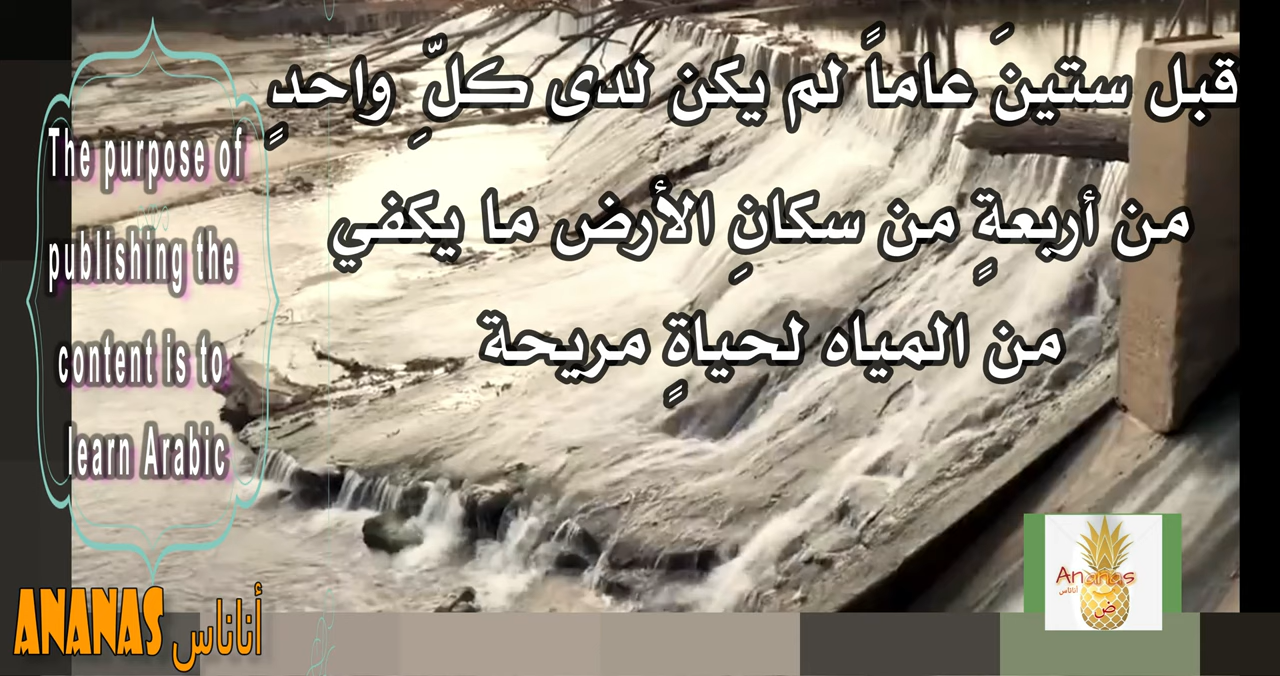 قبل ستينَ عاماً لم يكن لدى كلِّ واحدٍ
من أربعةٍ من سكانِ الأرض ما يكفي
من المياه لحياةٍ مريحة
The purpose of
publishing the
content is to
learn Arabic
ANANAS أناناس
Ananas
أناناس
ض